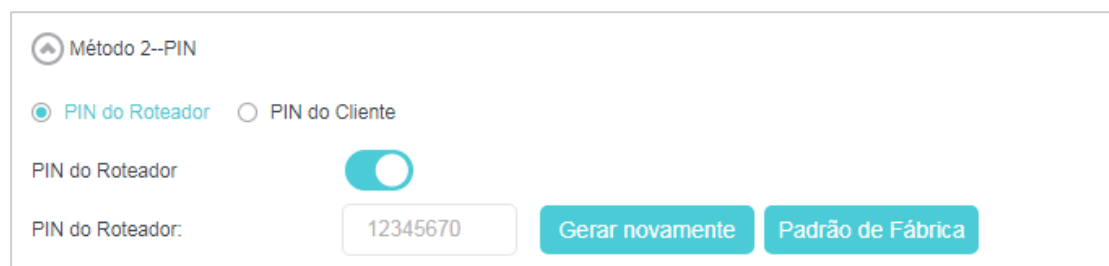 Método 2--PIN
PIN do Roteador PIN do Cliente
PIN do Roteador
PIN do Roteador: 12345670 Gerar novamente Padrão de Fábrica